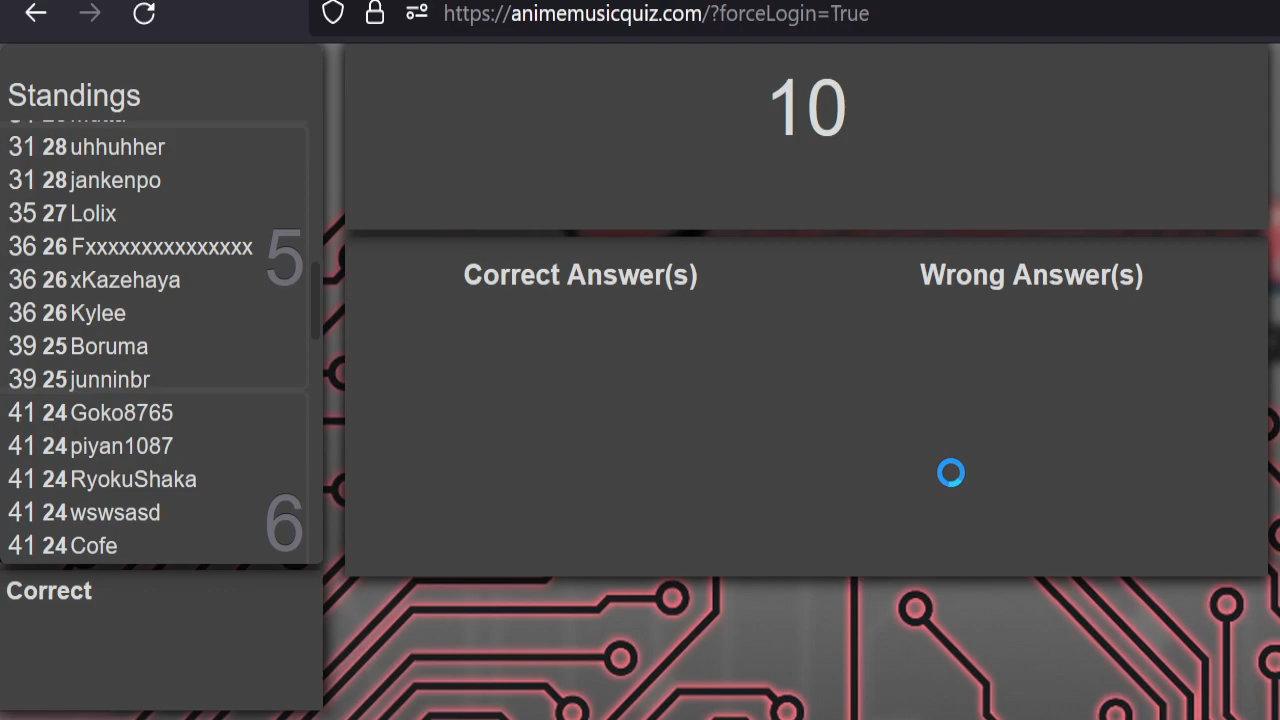 https://animemusicquiz.com/?forceLogin=True
Standings
31 28 uhhuhher
31 28 jankenpo
35 27 Lolix
36 26 Fxxxxxxxxxxxxxxx
5
36 26 xKazehaya
36 26 Kylee
39 25 Boruma
39 25 junninbr
41 24 Goko8765
41 24 piyan1087
41 24 RyokuShaka
41 24 wswsasd
6
41 24 Cofe
Correct
10
Correct Answer(s)
Wrong Answer(s)